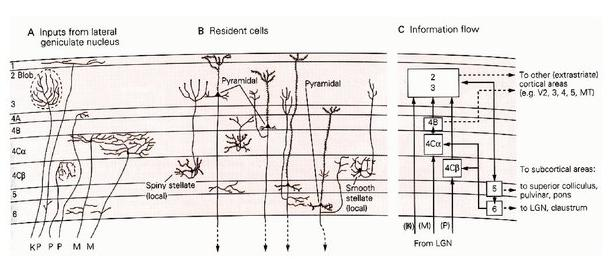 A Inputs from lateral
geniculate nucleus
B Resident cells
C Information flow
1
2 Blob
3
4A
4B
4Cα
4Cβ
5
6
KP P P M M
Pyramidal
Pyramidal
Spiny stellate
(local)
Smooth
stellate
(local)
2
3
4B
4Cα
4Cβ
5
6
(K) (M) (P)
From LGN
To other (extrastriate)
cortical areas
(e.g. V2, 3, 4, 5, MT)
To subcortical areas:
to superior colliculus,
pulvinar, pons
to LGN, claustrum